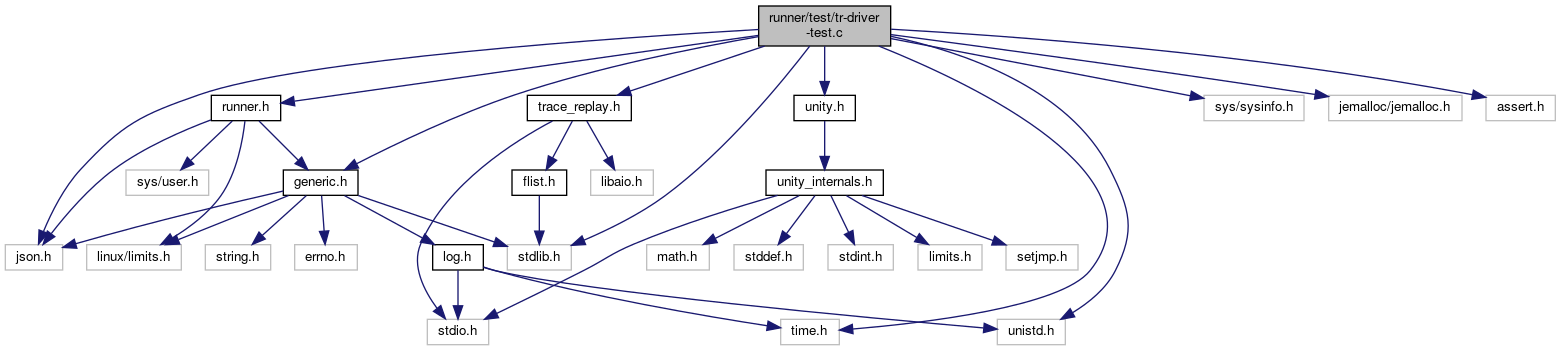 runner/test/tr-driver
-test.c
runner.h
trace_replay.h
unity.h
sys/sysinfo.h
jemalloc/jemalloc.h
assert.h
sys/user.h
generic.h
flist.h
libaio.h
unity_internals.h
json.h
linux/limits.h
string.h
errno.h
log.h
stdlib.h
math.h
stddef.h
stdint.h
limits.h
setjmp.h
stdio.h
time.h
unistd.h